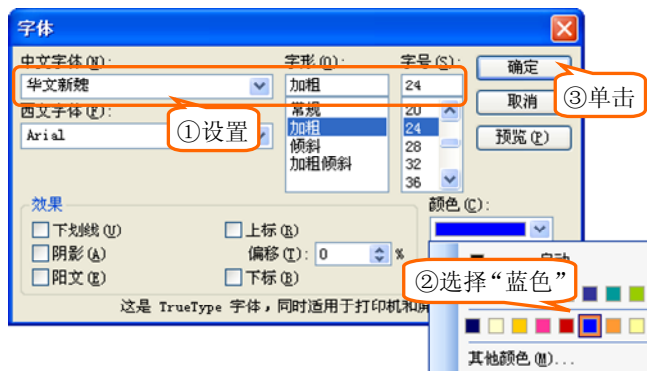 字体
中文字体(N): 字形(O): 字号(S):
华文新魏 加粗 24 确定
西文字体(F): 常规 20 取消 ③单击
Arial ①设置 加粗 24 预览(P)
倾斜 28
加粗倾斜 32
36
效果 颜色(C):
下划线(U) 上标(R)
阴影(A) 偏移(T): 0 % 自动
阳文(E) 下标(B) ②选择“蓝色”
这是 TrueType 字体，同时适用于打印机和屏
其他颜色(M)...